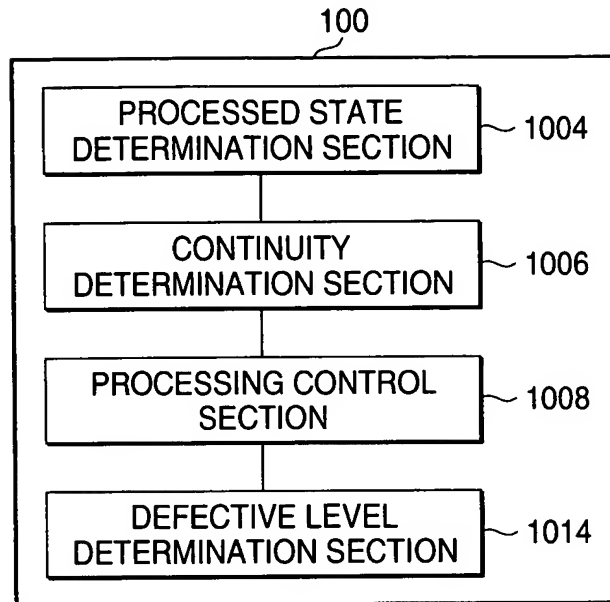 100
PROCESSED STATE
DETERMINATION SECTION
1004
CONTINUITY
DETERMINATION SECTION
1006
PROCESSING CONTROL
SECTION
1008
DEFECTIVE LEVEL
DETERMINATION SECTION
1014